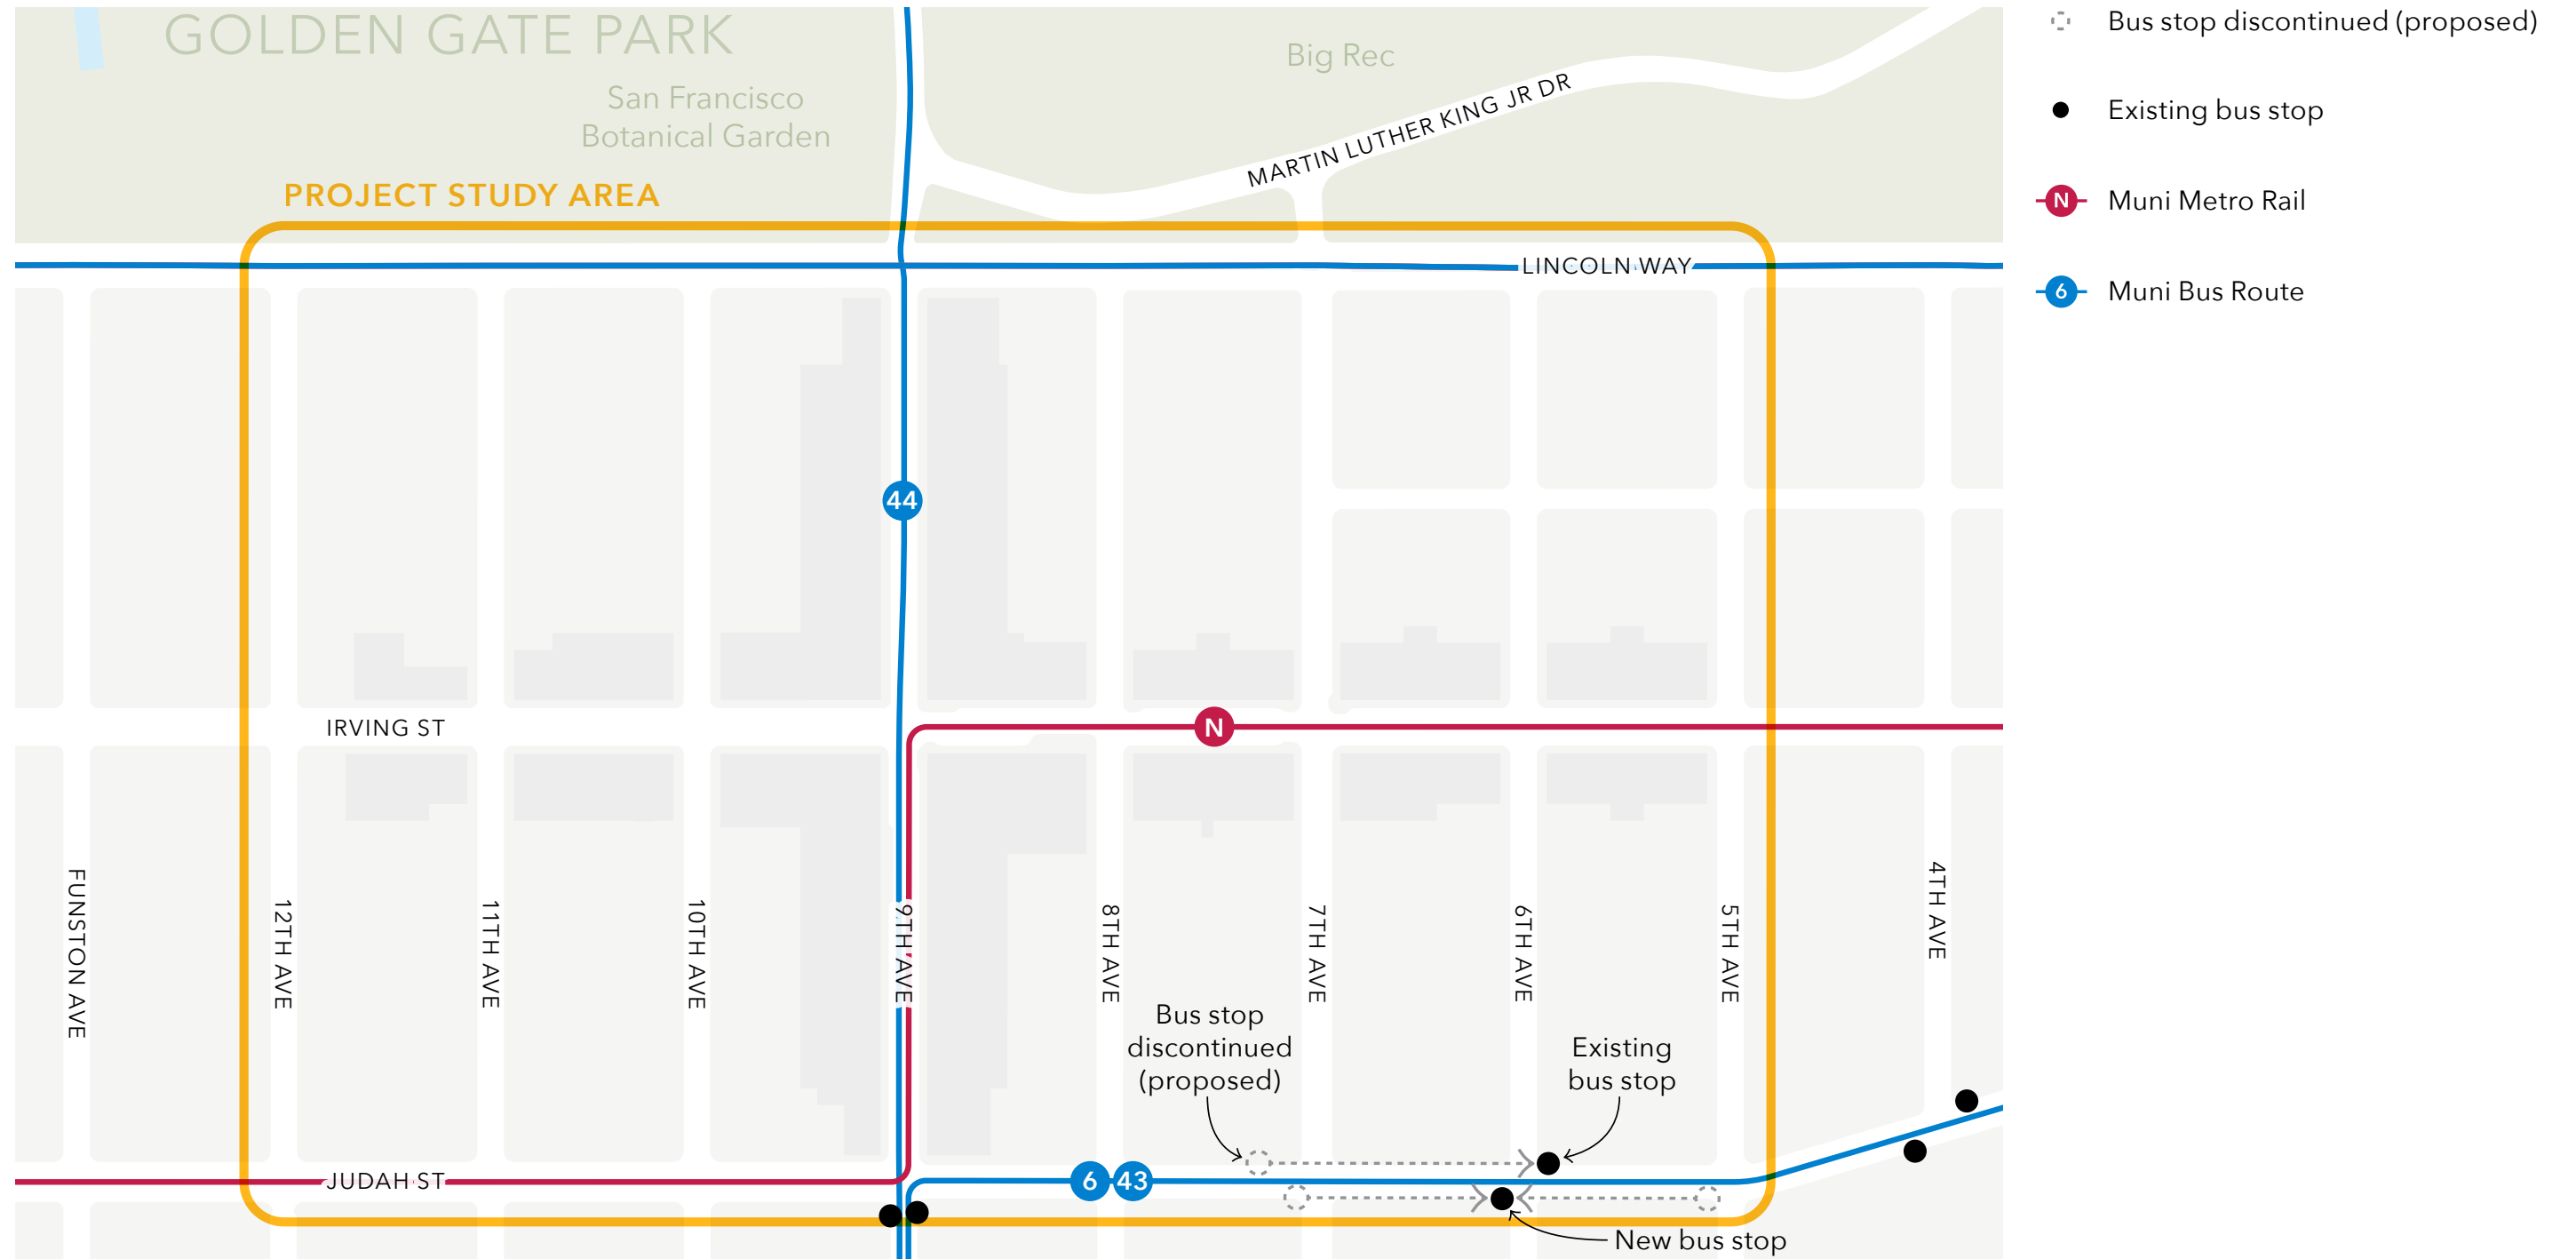 GOLDEN GATE PARK
San Francisco
Botanical Garden
Big Rec
MARTIN LUTHER KING JR DR
PROJECT STUDY AREA
LINCOLN WAY
44
IRVING ST
N
FUNSTON AVE
12TH AVE
11TH AVE
10TH AVE
9TH AVE
8TH AVE
7TH AVE
6TH AVE
5TH AVE
4TH AVE
Bus stop
discontinued
(proposed)
Existing
bus stop
JUDAH ST
6
43
New bus stop
Bus stop discontinued (proposed)
Existing bus stop
N Muni Metro Rail
6 Muni Bus Route